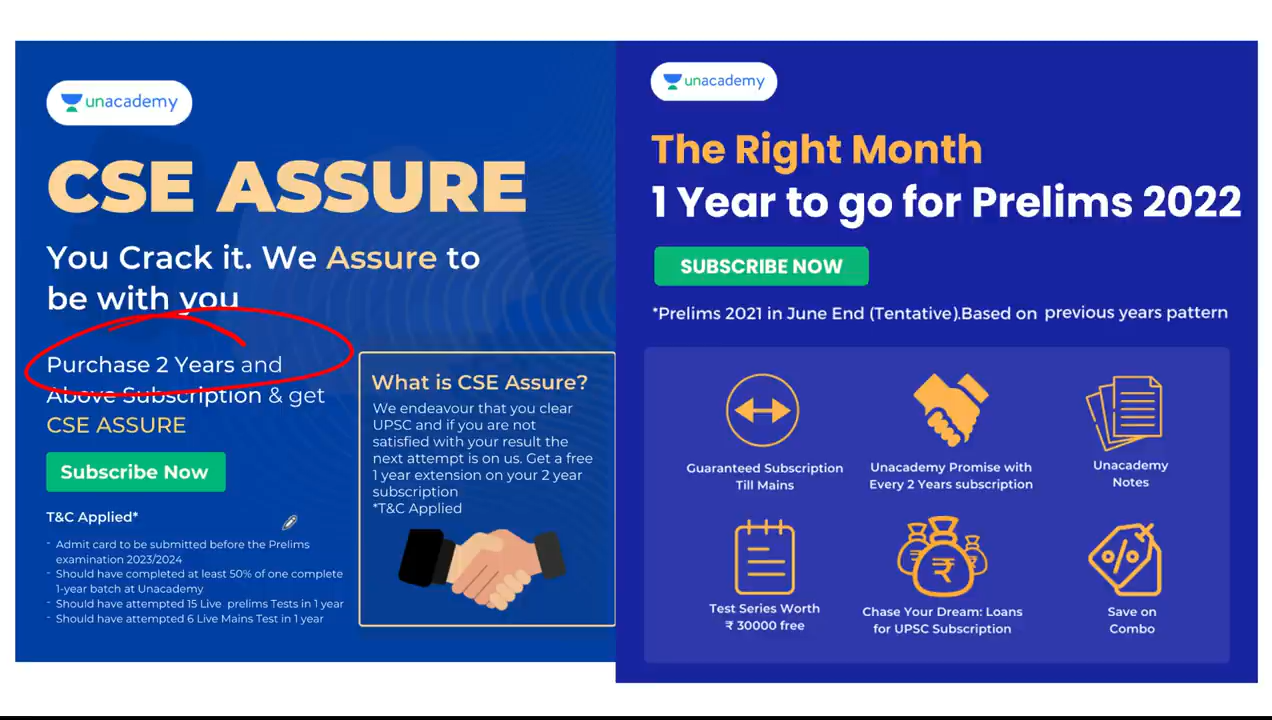 unacademy
CSE ASSURE
You Crack it. We Assure to
be with you
Purchase 2 Years and
Above Subscription & get
CSE ASSURE
Subscribe Now
T&C Applied*
- Admit card to be submitted before the Prelims
examination 2023/2024
- Should have completed at least 50% of one complete
1-year batch at Unacademy
- Should have attempted 15 Live prelims Tests in 1 year
- Should have attempted 6 Live Mains Test in 1 year
What is CSE Assure?
We endeavour that you clear
UPSC and if you are not
satisfied with your result the
next attempt is on us. Get a free
1 year extension on your 2 year
subscription
*T&C Applied
unacademy
The Right Month
1 Year to go for Prelims 2022
SUBSCRIBE NOW
*Prelims 2021 in June End (Tentative).Based on previous years pattern
Guaranteed Subscription
Till Mains
Unacademy Promise with
Every 2 Years subscription
Unacademy
Notes
Test Series Worth
₹ 30000 free
Chase Your Dream: Loans
for UPSC Subscription
Save on
Combo